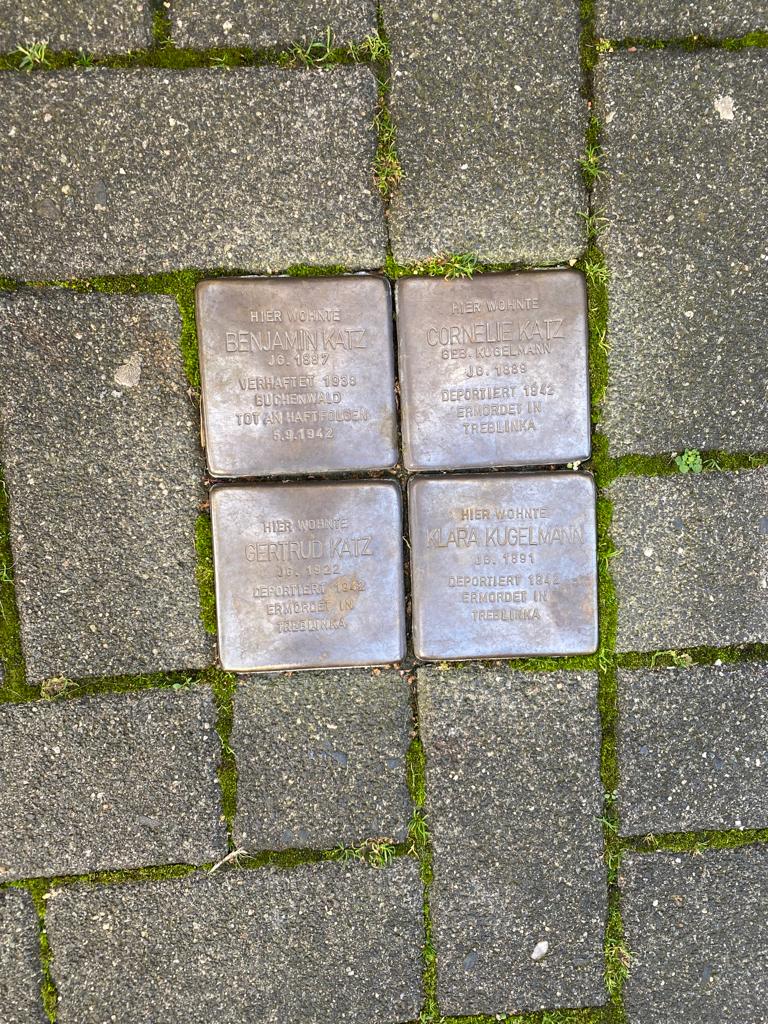 HIER WOHNTE
BENJAMIN KATZ
JG. 1887
VERHAFTET 1938
BUCHENWALD
TOT AN HAFTFOLGEN
5.9.1942
HIER WOHNTE
CORNELIE KATZ
GEB. KUGELMANN
JG. 1889
DEPORTIERT 1942
ERMORDET IN
TREBLINKA
HIER WOHNTE
GERTRUD KATZ
JG. 1922
DEPORTIERT 1942
ERMORDET IN
TREBLINKA
HIER WOHNTE
KLARA KUGELMANN
JG. 1891
DEPORTIERT 1942
ERMORDET IN
TREBLINKA